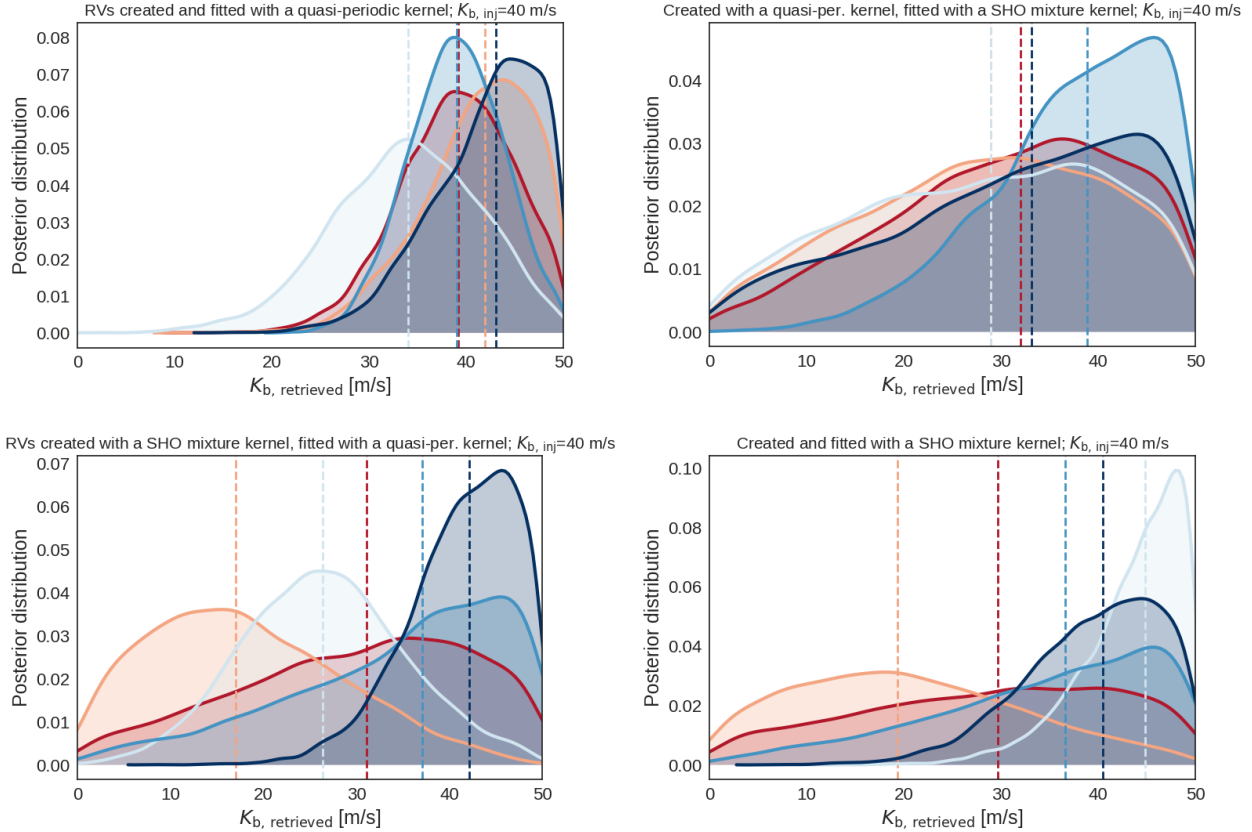 RVs created and fitted with a quasi-periodic kernel; K_b, inj=40 m/s
0.08
0.07
0.06
0.05
0.04
0.03
0.02
0.01
0.00
Posterior distribution
0 10 20 30 40 50
K_b, retrieved [m/s]
Created with a quasi-per. kernel, fitted with a SHO mixture kernel; K_b, inj=40 m/s
0.04
0.03
0.02
0.01
0.00
Posterior distribution
0 10 20 30 40 50
K_b, retrieved [m/s]
RVs created with a SHO mixture kernel, fitted with a quasi-per. kernel; K_b, inj=40 m/s
0.07
0.06
0.05
0.04
0.03
0.02
0.01
0.00
Posterior distribution
0 10 20 30 40 50
K_b, retrieved [m/s]
Created and fitted with a SHO mixture kernel; K_b, inj=40 m/s
0.10
0.08
0.06
0.04
0.02
0.00
Posterior distribution
0 10 20 30 40 50
K_b, retrieved [m/s]